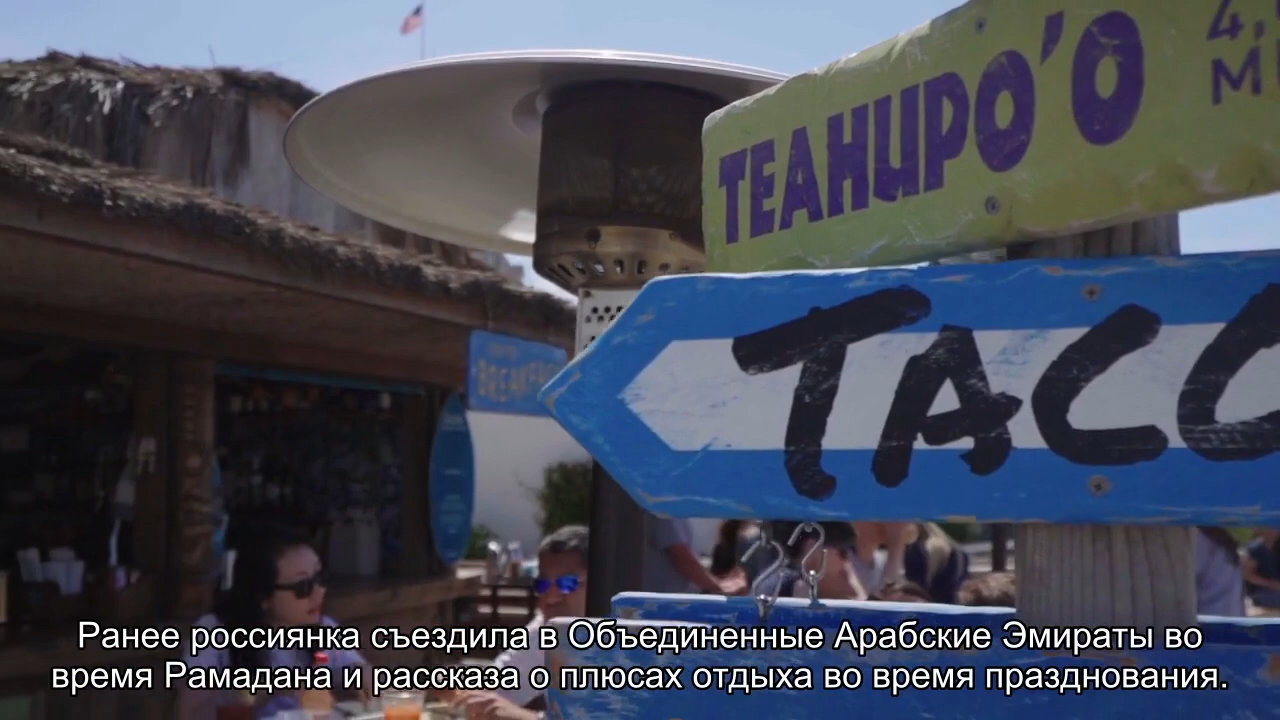 TEAHUPO'O
TACO
Ранее россиянка съездила в Объединенные Арабские Эмираты во
время Рамадана и рассказа о плюсах отдыха во время празднования.